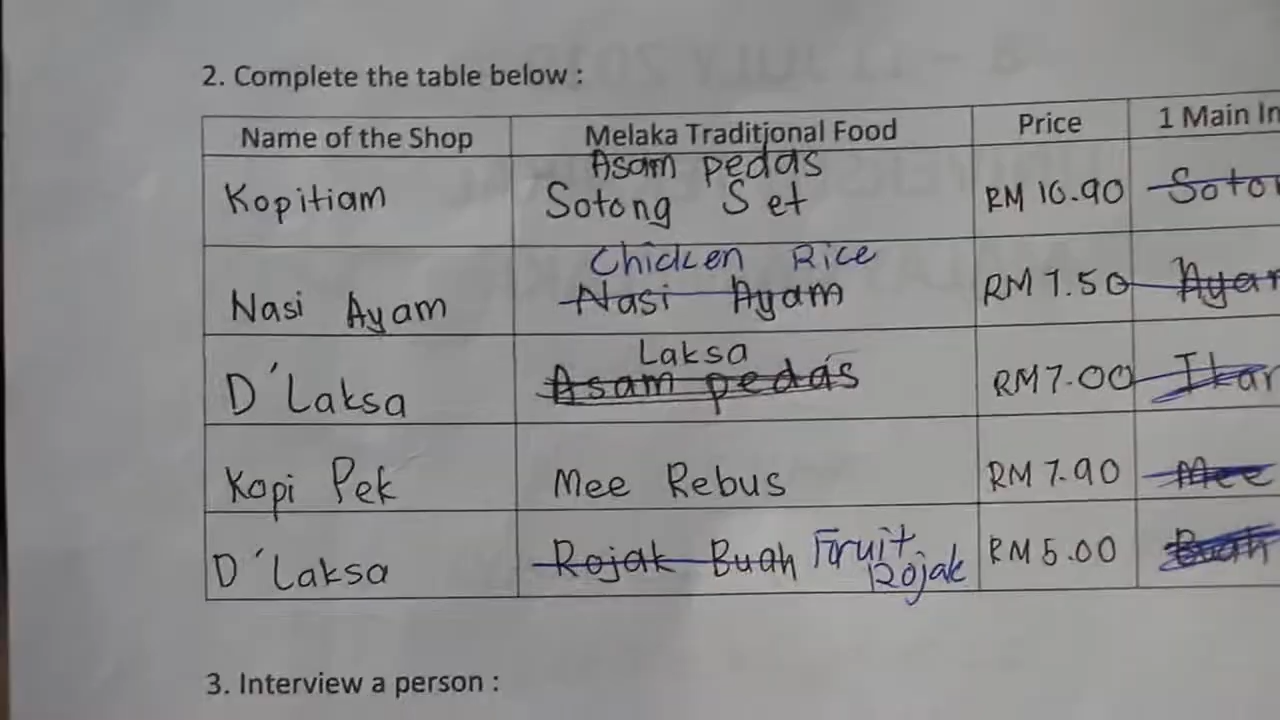 2. Complete the table below :
Name of the Shop Melaka Traditional Food Price 1 Main In
Asam pedas
Kopitiam Sotong Set RM 10.90 Soto
Chicken Rice
Nasi Ayam Nasi Ayam RM 7.50 Ayam
Laksa
D'Laksa Asam pedas RM 7.00 Ikan
Kopi Pek Mee Rebus RM 7.90 Mee
D'Laksa Rojak Buah Fruit RM 5.00 Buah
Rojak
3. Interview a person :